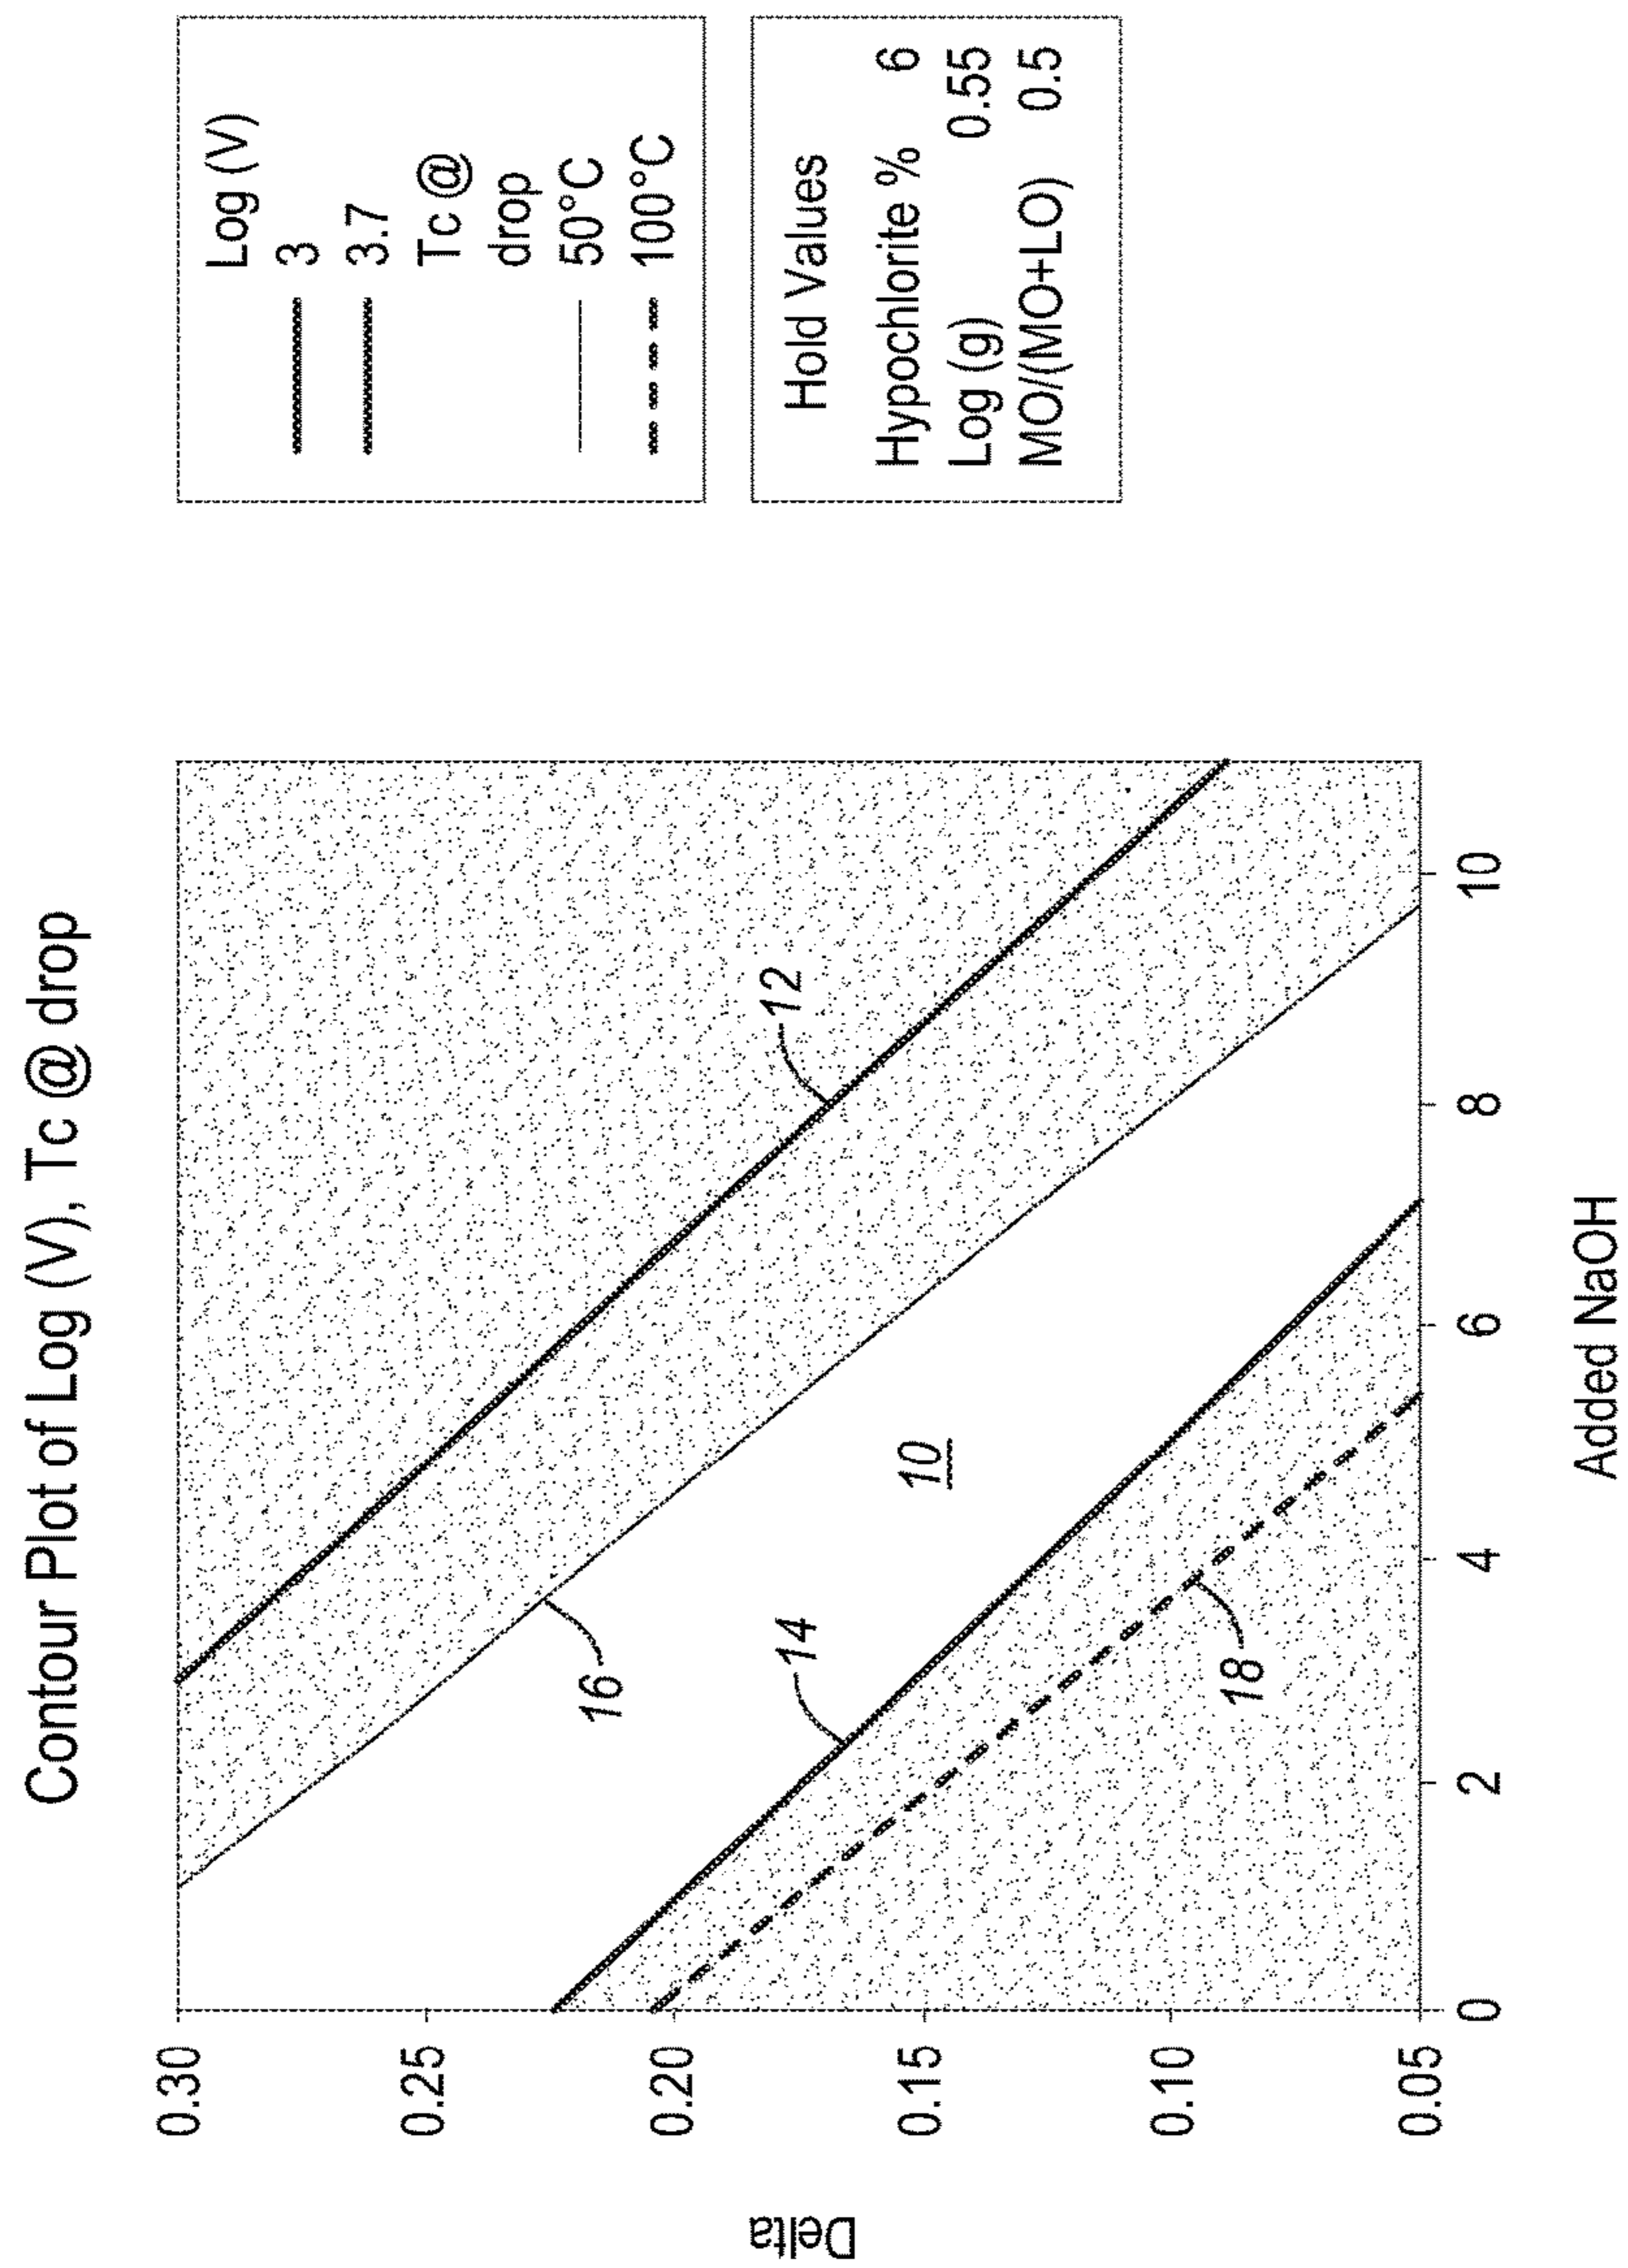 Contour Plot of Log (V), Tc @ drop
Delta
0.30
0.25
0.20
0.15
0.10
0.05
0
2
4
6
8
10
Added NaOH
10
12
14
16
18
Log (V)
3
3.7
Tc @
drop
50°C
100°C
Hold Values
Hypochlorite % 6
Log (g) 0.55
MO/(MO+LO) 0.5